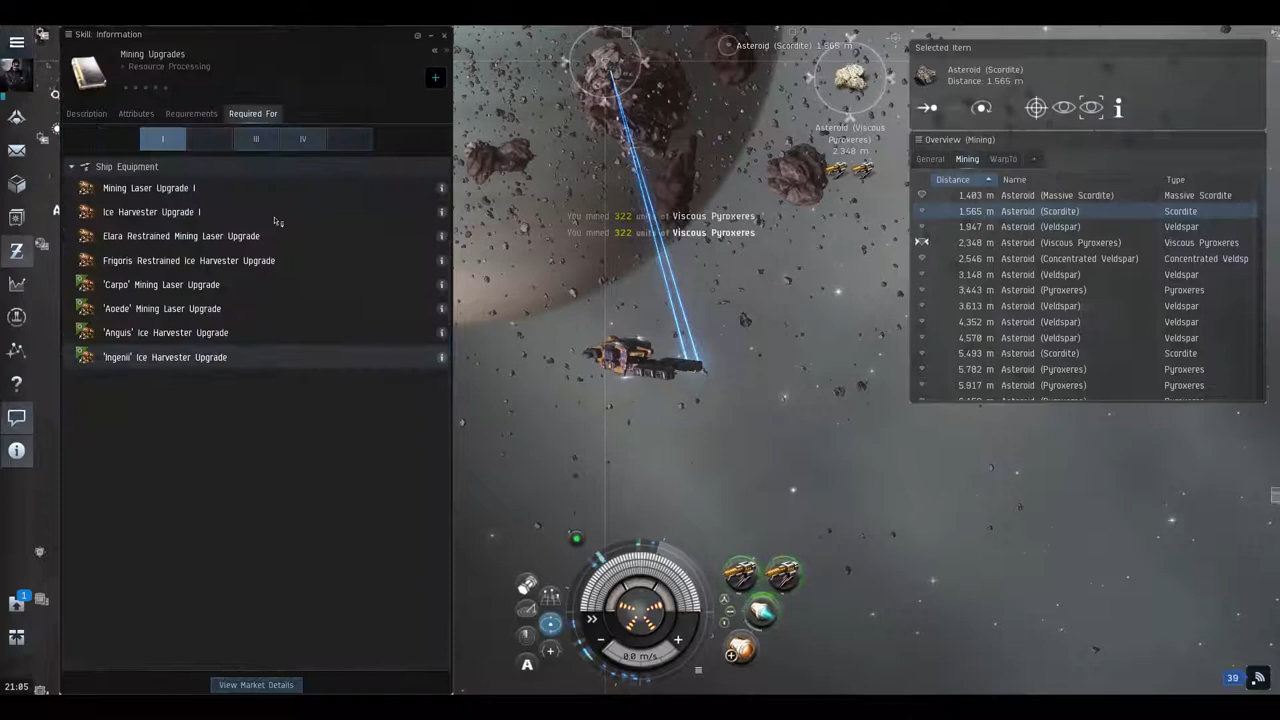 Skill: Information
Mining Upgrades
Resource Processing
Description
Attributes
Requirements
Required For
I
III
IV
Ship Equipment
Mining Laser Upgrade I
Ice Harvester Upgrade I
Elara Restrained Mining Laser Upgrade
Frigoris Restrained Ice Harvester Upgrade
'Carpo' Mining Laser Upgrade
'Aoede' Mining Laser Upgrade
'Anguis' Ice Harvester Upgrade
'Ingenii' Ice Harvester Upgrade
View Market Details
21:05
1
Asteroid (Scordite) 1.565 m
Asteroid (Viscous
Pyroxeres)
2.348 m
You mined 322 units of Viscous Pyroxeres
You mined 322 units of Viscous Pyroxeres
A
0.0 m/s
Selected Item
Asteroid (Scordite)
Distance: 1.565 m
Overview (Mining)
General
Mining
WarpTo
+
Distance Name Type
1.403 m Asteroid (Massive Scordite) Massive Scordite
1.565 m Asteroid (Scordite) Scordite
1.947 m Asteroid (Veldspar) Veldspar
2,348 m Asteroid (Viscous Pyroxeres) Viscous Pyroxeres
2,546 m Asteroid (Concentrated Veldspar) Concentrated Veldsp
3.148 m Asteroid (Veldspar) Veldspar
3.443 m Asteroid (Pyroxeres) Pyroxeres
3,613 m Asteroid (Veldspar) Veldspar
4,352 m Asteroid (Veldspar) Veldspar
4.570 m Asteroid (Veldspar) Veldspar
5.493 m Asteroid (Scordite) Scordite
5.782 m Asteroid (Pyroxeres) Pyroxeres
5.917 m Asteroid (Pyroxeres) Pyroxeres
39